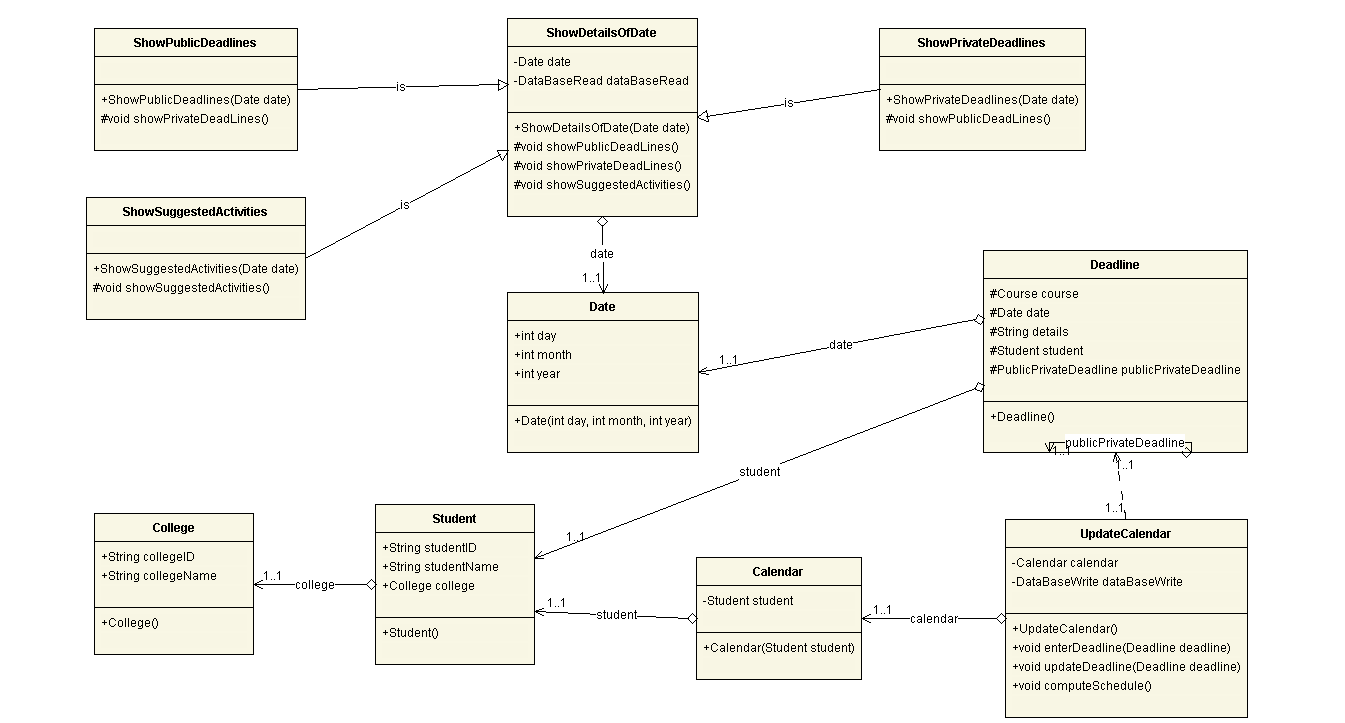 ShowPublicDeadlines
+ShowPublicDeadlines(Date date)
#void showPrivateDeadLines()
is
ShowDetailsOfDate
-Date date
-DataBaseRead dataBaseRead
+ShowDetailsOfDate(Date date)
#void showPublicDeadLines()
#void showPrivateDeadLines()
#void showSuggestedActivities()
is
ShowPrivateDeadlines
+ShowPrivateDeadlines(Date date)
#void showPublicDeadLines()
ShowSuggestedActivities
+ShowSuggestedActivities(Date date)
#void showSuggestedActivities()
is
date
1..1
Date
+int day
+int month
+int year
+Date(int day, int month, int year)
1..1
date
Deadline
#Course course
#Date date
#String details
#Student student
#PublicPrivateDeadline publicPrivateDeadline
+Deadline()
publicPrivateDeadline
1..1
1..1
1..1
student
1..1
College
+String collegeID
+String collegeName
+College()
1..1
college
Student
+String studentID
+String studentName
+College college
+Student()
1..1
student
Calendar
-Student student
+Calendar(Student student)
1..1
calendar
UpdateCalendar
-Calendar calendar
-DataBaseWrite dataBaseWrite
+UpdateCalendar()
+void enterDeadline(Deadline deadline)
+void updateDeadline(Deadline deadline)
+void computeSchedule()